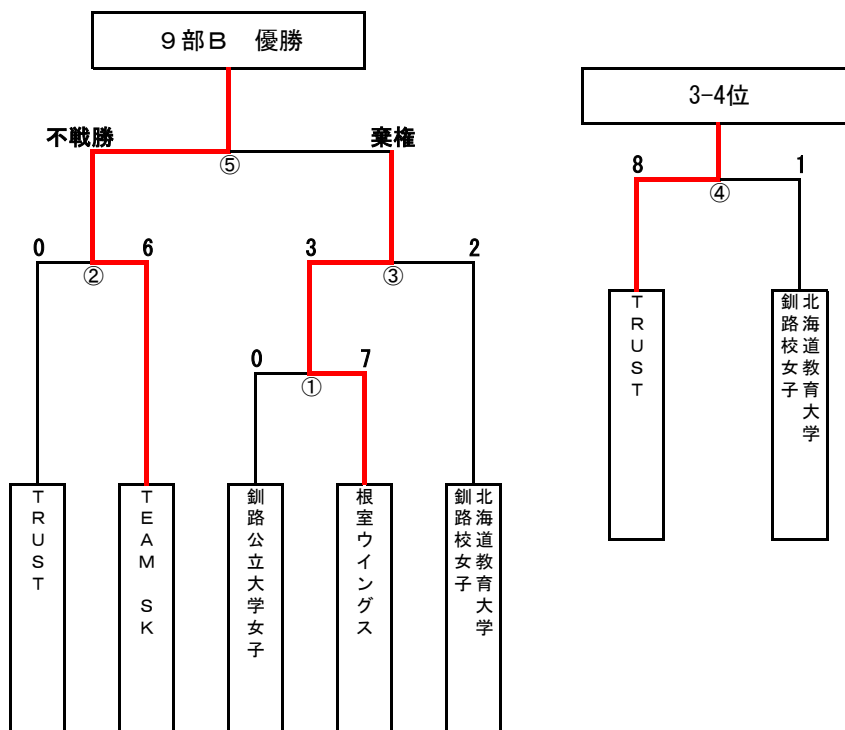 9部B 優勝
3-4位
不戦勝
棄権
⑤
8
1
④
0
6
3
2
②
③
0
7
①
TRUST
北海道教育大学
釧路校女子
TRUST
TEAM SK
釧路公立大学女子
根室ウイングス
北海道教育大学
釧路校女子